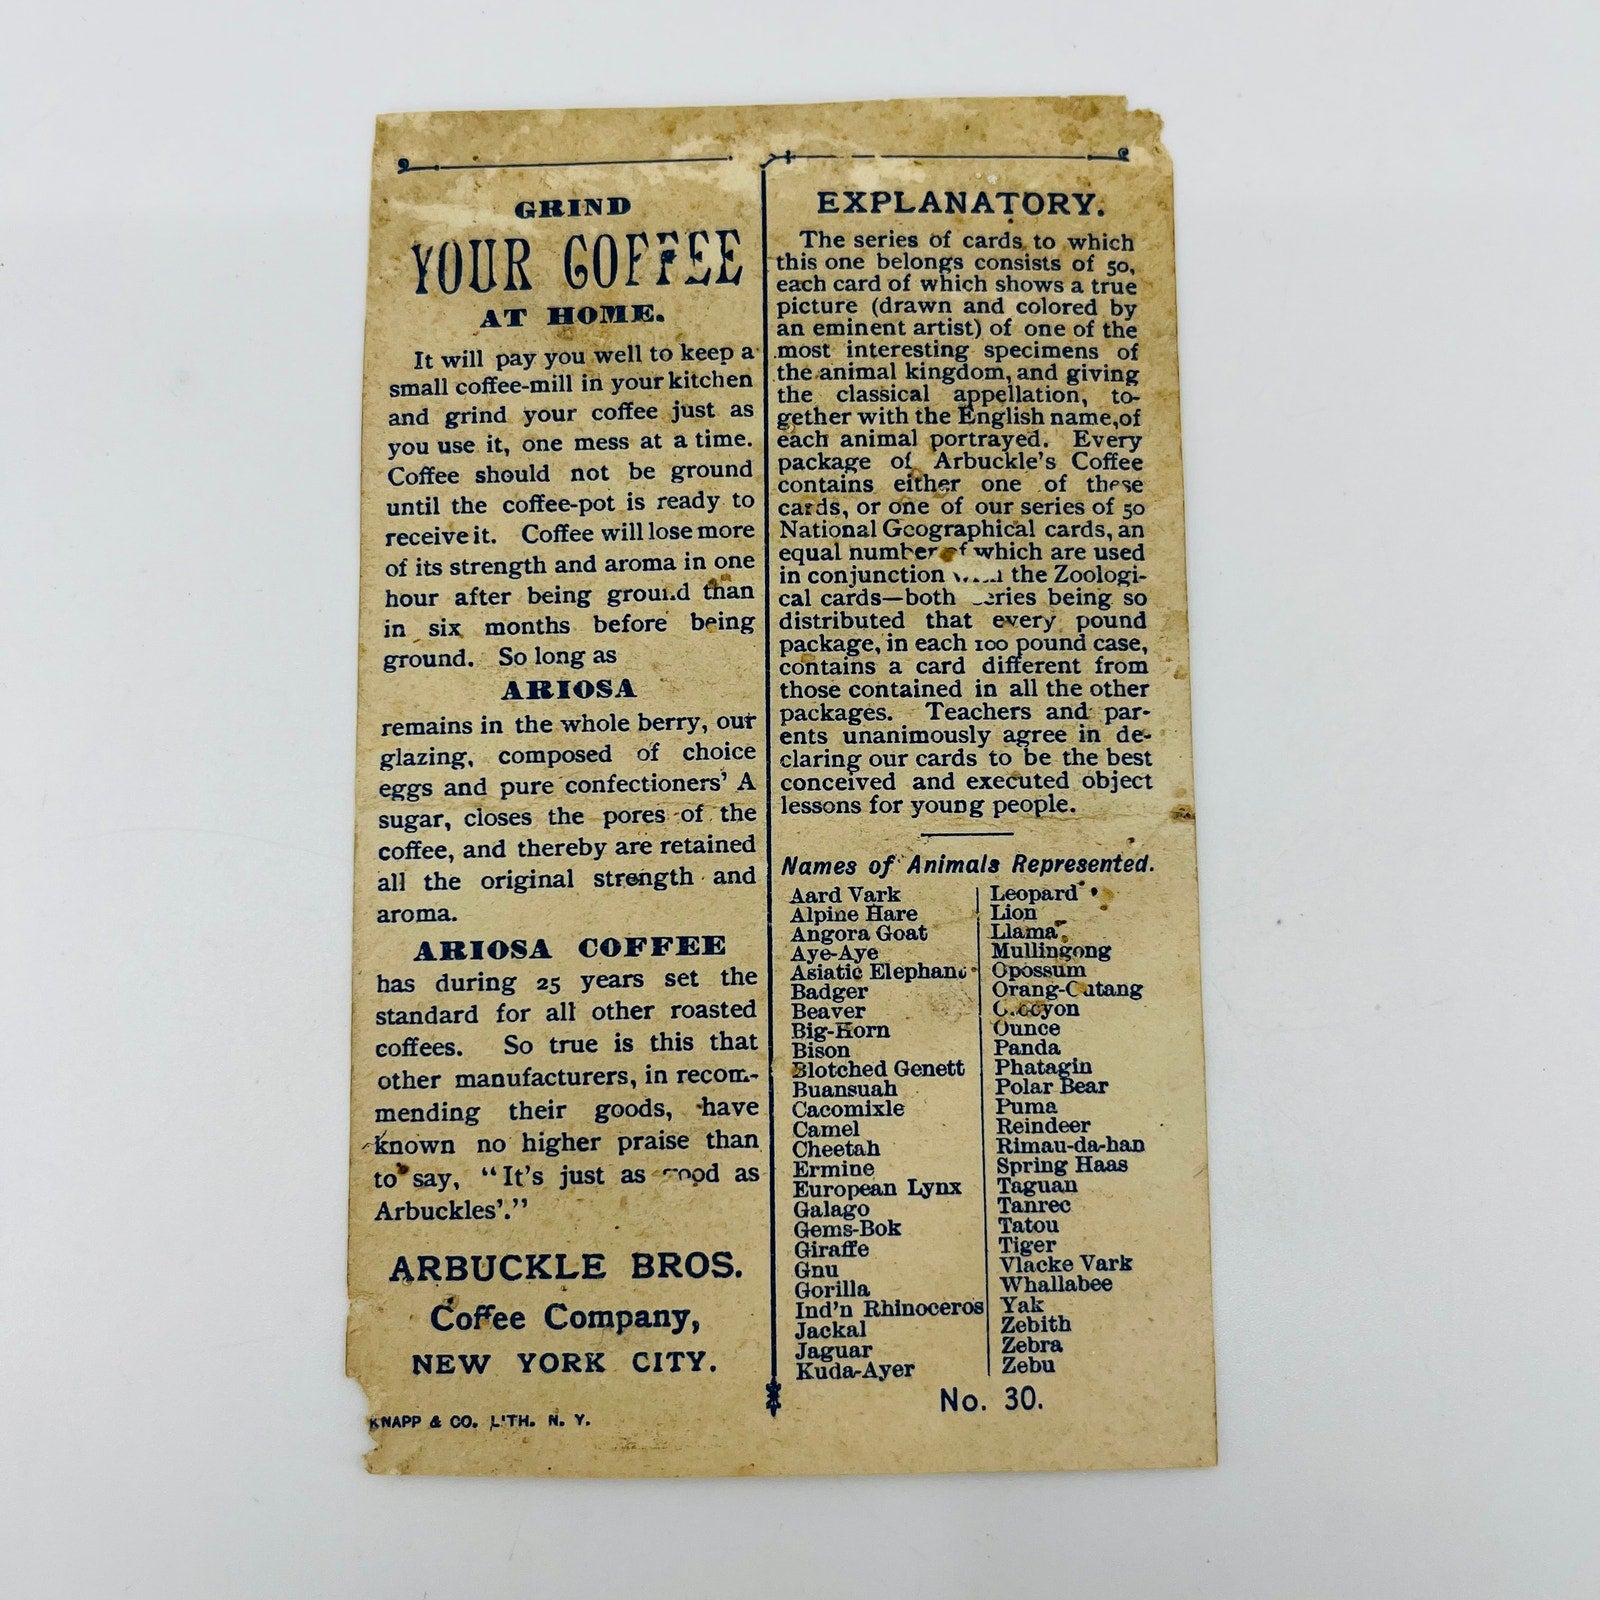 GRIND
YOUR COFFEE
AT HOME.
It will pay you well to keep a
small coffee-mill in your kitchen
and grind your coffee just as
you use it, one mess at a time.
Coffee should not be ground
until the coffee-pot is ready to
receive it. Coffee will lose more
of its strength and aroma in one
hour after being ground than
in six months before being
ground. So long as
ARIOSA
remains in the whole berry, our
glazing, composed of choice
eggs and pure confectioners' A
sugar, closes the pores of the
coffee, and thereby are retained
all the original strength and
aroma.
ARIOSA COFFEE
has during 25 years set the
standard for all other roasted
coffees. So true is this that
other manufacturers, in recom-
mending their goods, have
known no higher praise than
to say, "It's just as good as
Arbuckles'."
ARBUCKLE BROS.
Coffee Company,
NEW YORK CITY.
KNAPP & CO. LITH. N. Y.
EXPLANATORY.
The series of cards to which
this one belongs consists of 50,
each card of which shows a true
picture (drawn and colored by
an eminent artist) of one of the
most interesting specimens of
the animal kingdom, and giving
the classical appellation, to-
gether with the English name, of
each animal portrayed. Every
package of Arbuckle's Coffee
contains either one of these
cards, or one of our series of 50
National Geographical cards, an
equal number of which are used
in conjunction with the Zoologi-
cal cards—both series being so
distributed that every pound
package, in each 100 pound case,
contains a card different from
those contained in all the other
packages. Teachers and par-
ents unanimously agree in de-
claring our cards to be the best
conceived and executed object
lessons for young people.
Names of Animals Represented.
Aard Vark
Alpine Hare
Angora Goat
Aye-Aye
Asiatic Elephant
Badger
Beaver
Big-Horn
Bison
Blotched Genett
Buansuah
Cacomixle
Camel
Cheetah
Ermine
European Lynx
Galago
Gems-Bok
Giraffe
Gnu
Gorilla
Ind'n Rhinoceros
Jackal
Jaguar
Kuda-Ayer
Leopard
Lion
Llama
Mullingong
Opossum
Orang-Outang
Otocyon
Ounce
Panda
Phatagin
Polar Bear
Puma
Reindeer
Rimau-da-han
Spring Haas
Taguan
Tanrec
Tatou
Tiger
Vlacke Vark
Whallabee
Yak
Zebith
Zebra
Zebu
No. 30.